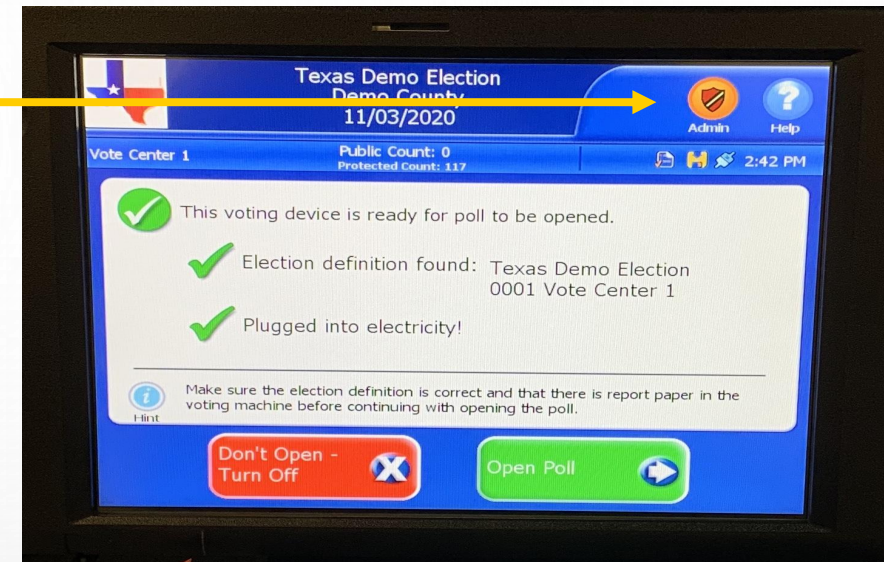 Texas Demo Election
Demo County
11/03/2020
Admin
Help
Vote Center 1
Public Count: 0
Protected Count: 117
2:42 PM
This voting device is ready for poll to be opened.
Election definition found: Texas Demo Election
0001 Vote Center 1
Plugged into electricity!
Hint
Make sure the election definition is correct and that there is report paper in the
voting machine before continuing with opening the poll.
Don't Open -
Turn Off
Open Poll